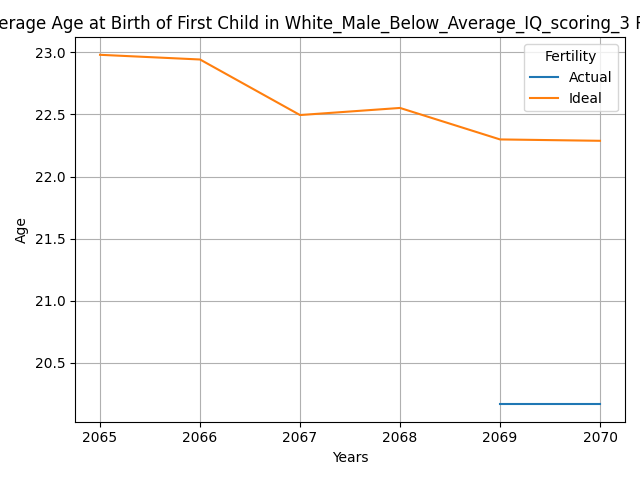 erage Age at Birth of First Child in White_Male_Below_Average_IQ_scoring_3
Fertility
Actual
Ideal
23.0
22.5
22.0
21.5
21.0
20.5
Age
2065 2066 2067 2068 2069 2070
Years